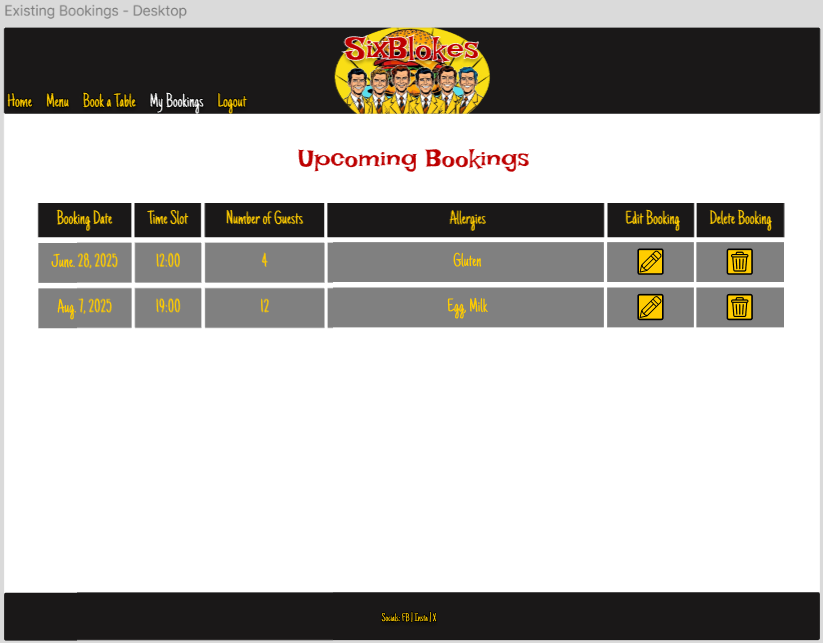 Existing Bookings - Desktop
SixBlokes
Home Menu Book a Table My Bookings Logout
Upcoming Bookings
Booking Date Time Slot Number of Guests Allergies Edit Booking Delete Booking
June. 28, 2025 12:00 4 Gluten
Aug. 7, 2025 19:00 12 Egg, Milk
Socials: FB | Insta | X